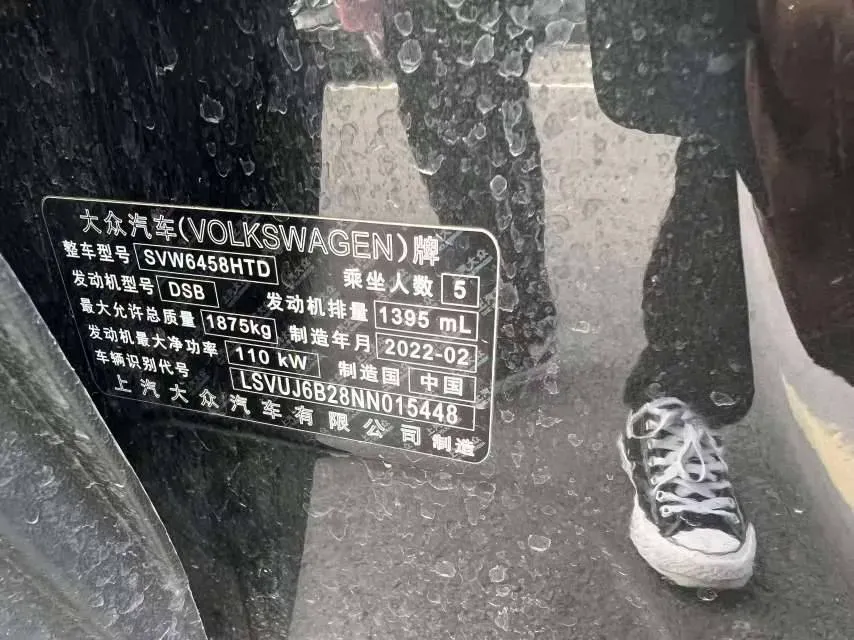 大众汽车(VOLKSWAGEN)牌
整车型号 SVW6458HTD 乘坐人数 5
发动机型号 DSB 发动机排量 1395 mL
最大允许总质量 1875kg 制造年月 2022-02
发动机最大净功率 110 kW 制造国 中国
车辆识别代号 LSVUJ6B28NN015448
上汽大众汽车有限公司 制造